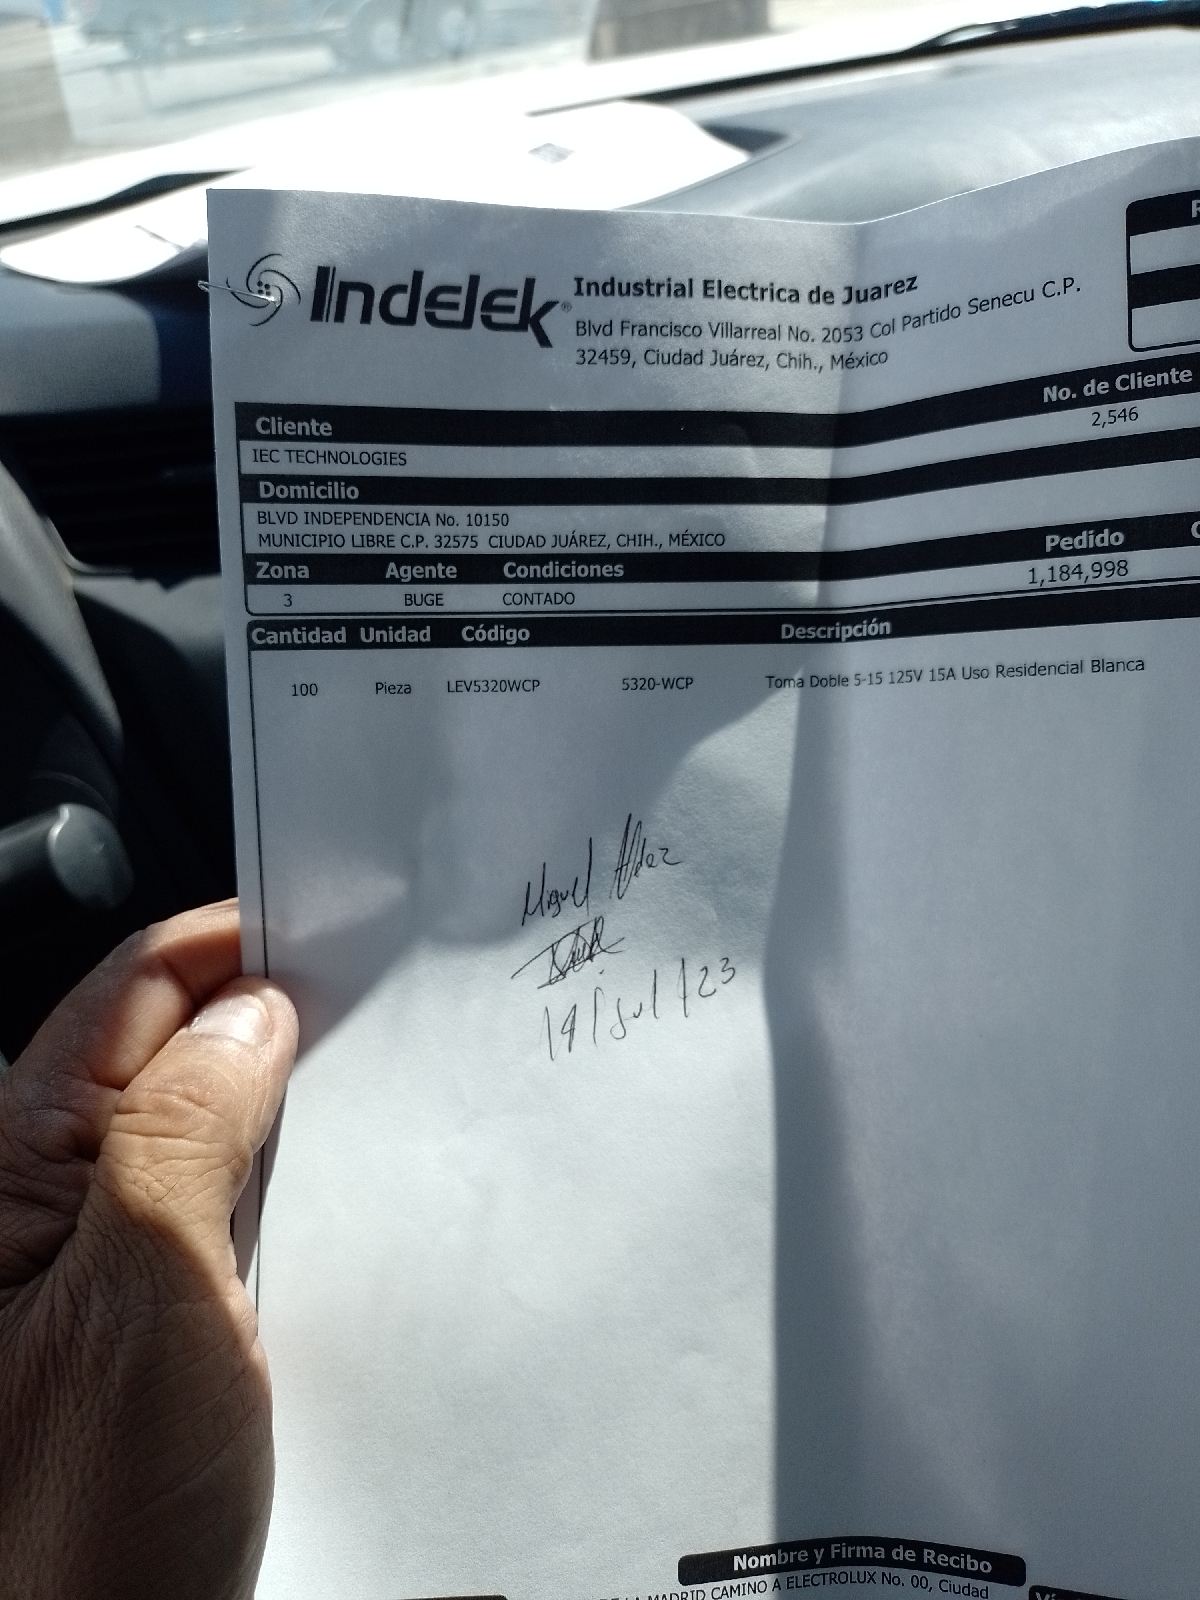 Indelek®
Industrial Electrica de Juarez
Blvd Francisco Villarreal No. 2053 Col Partido Senecu C.P.
32459, Ciudad Juárez, Chih., México
No. de Cliente
2,546
Cliente
IEC TECHNOLOGIES
Domicilio
BLVD INDEPENDENCIA No. 10150
MUNICIPIO LIBRE C.P. 32575 CIUDAD JUÁREZ, CHIH., MÉXICO
Zona Agente Condiciones Pedido
3 BUGE CONTADO 1,184,998
Cantidad Unidad Código Descripción
100 Pieza LEV5320WCP 5320-WCP Toma Doble 5-15 125V 15A Uso Residencial Blanca
Miguel
/Jul/23
Nombre y Firma de Recibo
MADRID CAMINO A ELECTROLUX No. 00, Ciudad